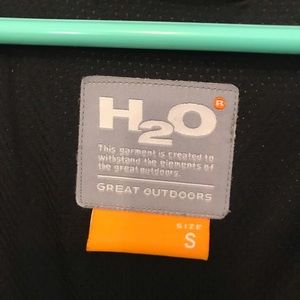 H2O ®
This garment is created to
withstand the elements of
the great outdoors.
GREAT OUTDOORS
SIZE
S